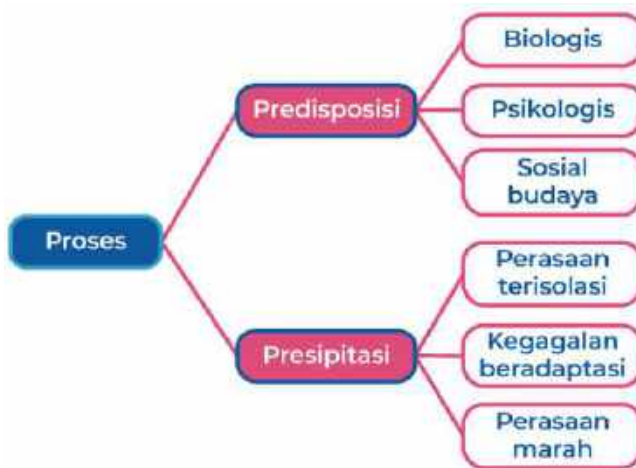 Proses
Predisposisi
Biologis
Psikologis
Sosial
budaya
Presipitasi
Perasaan
terisolasi
Kegagalan
beradaptasi
Perasaan
marah